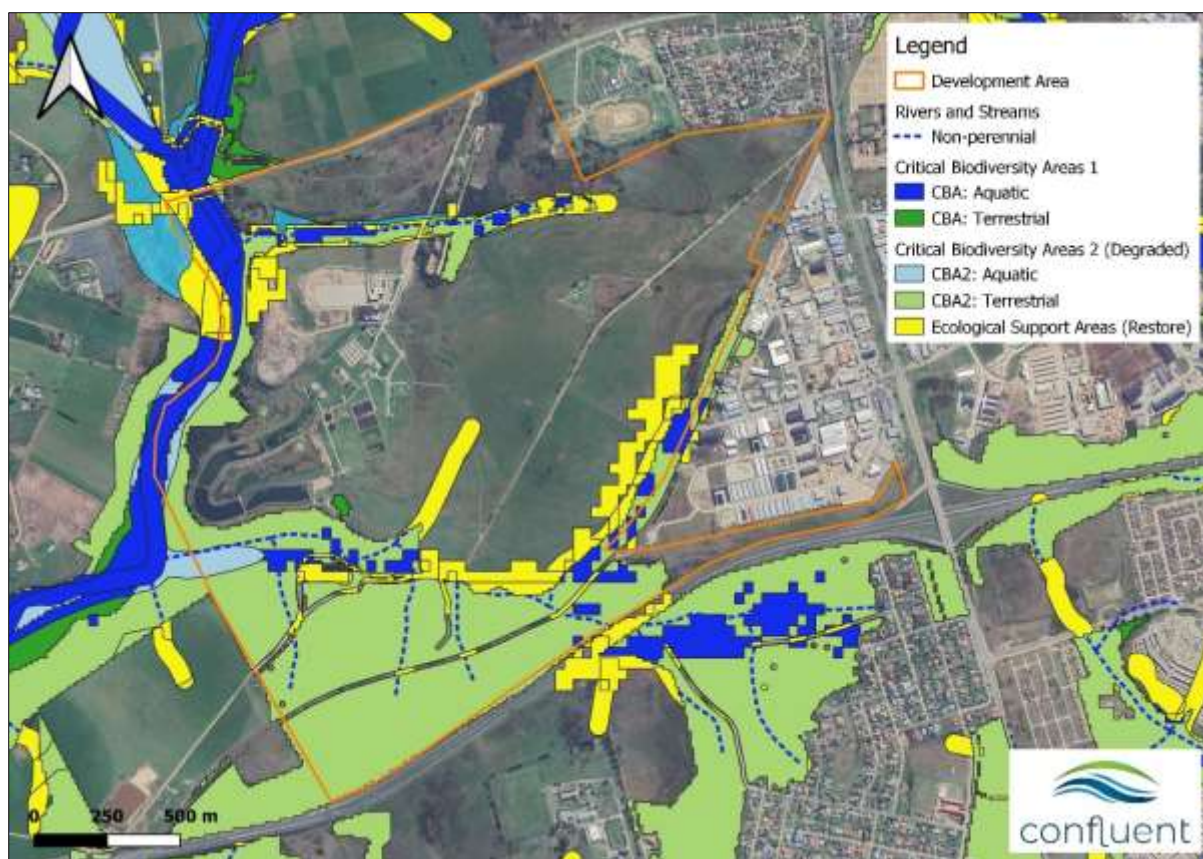 Legend
Development Area
Rivers and Streams
Non-perennial
Critical Biodiversity Areas 1
CBA: Aquatic
CBA: Terrestrial
Critical Biodiversity Areas 2 (Degraded)
CBA2: Aquatic
CBA2: Terrestrial
Ecological Support Areas (Restore)
0 250 500 m
confluent